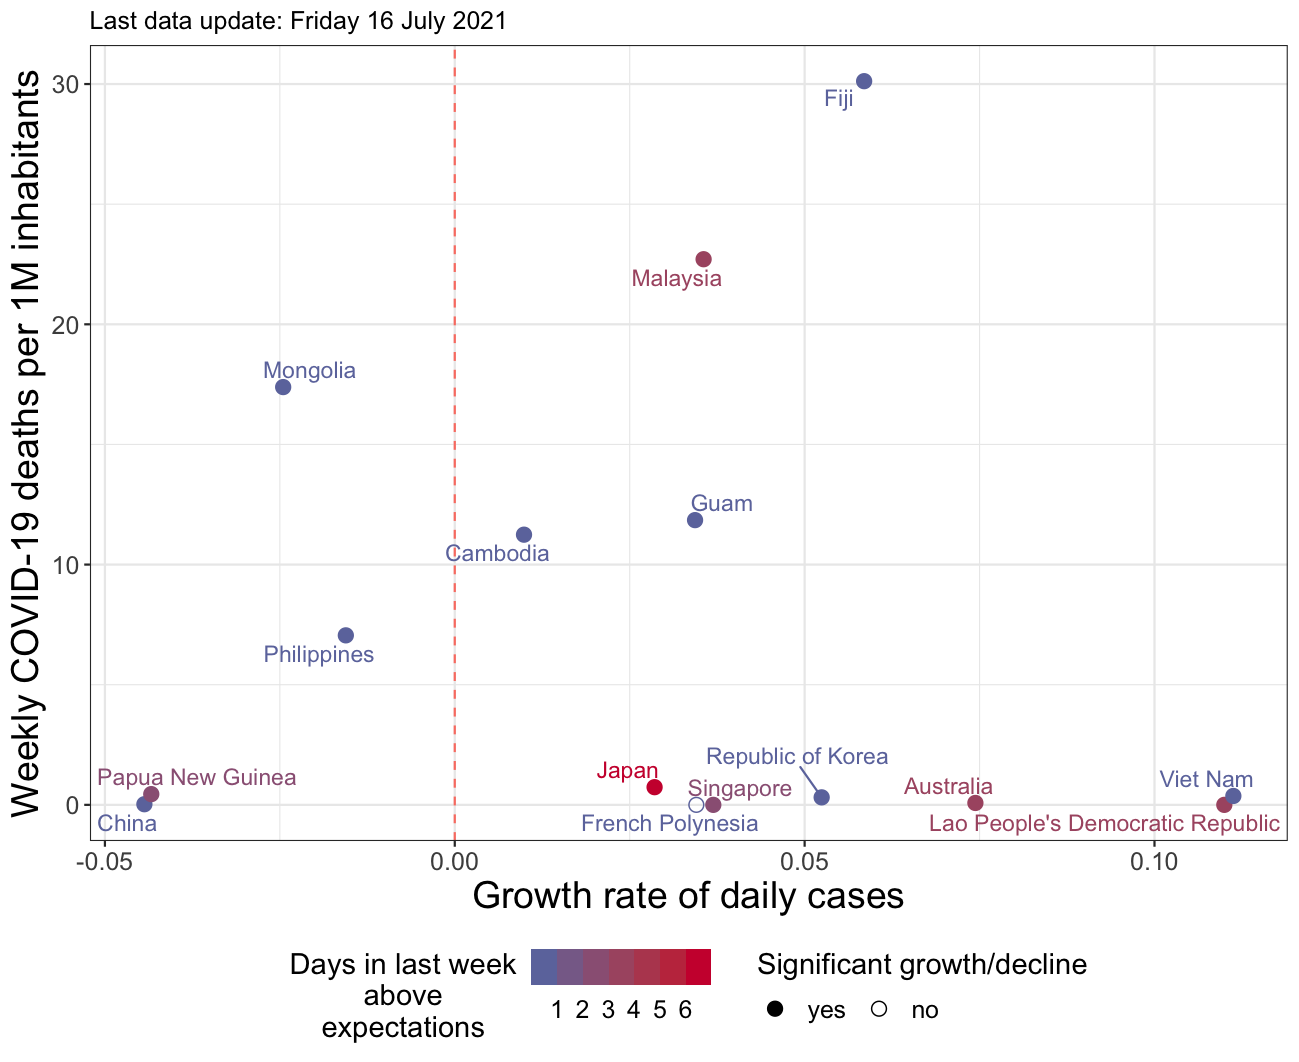 Last data update: Friday 16 July 2021
Weekly COVID-19 deaths per 1M inhabitants
30
20
10
0
Fiji
Malaysia
Mongolia
Guam
Cambodia
Philippines
Republic of Korea
Japan
Papua New Guinea
Viet Nam
Singapore
Australia
China
French Polynesia
Lao People's Democratic Republic
-0.05
0.00
0.05
0.10
Growth rate of daily cases
Days in last week
above
expectations
1 2 3 4 5 6
Significant growth/decline
yes no